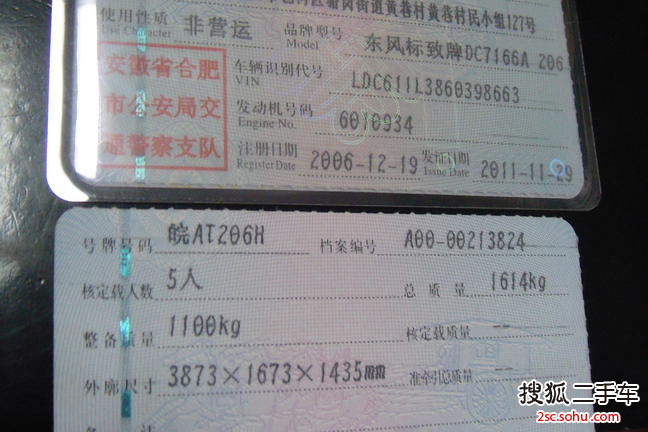 街道黄巷村黄巷村民小组127号
使用性质 非营运 品牌型号 东风标致牌DC7166A 206
Use Character Model
安徽省合肥
市公安局交
通警察支队
车辆识别代号 LDC611L3860398663
VIN
发动机号码 6010934
Engine No.
注册日期 2006-12-19 发证日期 2011-11-29
Register Date Issue Date
号牌号码 皖AT206H 档案编号 A00-00213824
核定载人数 5人 总质量 1614kg
整备质量 1100kg 核定载质量 --
外廓尺寸 3873×1673×1435mm 准牵引总质量 --
搜狐二手车
2sc.sohu.com